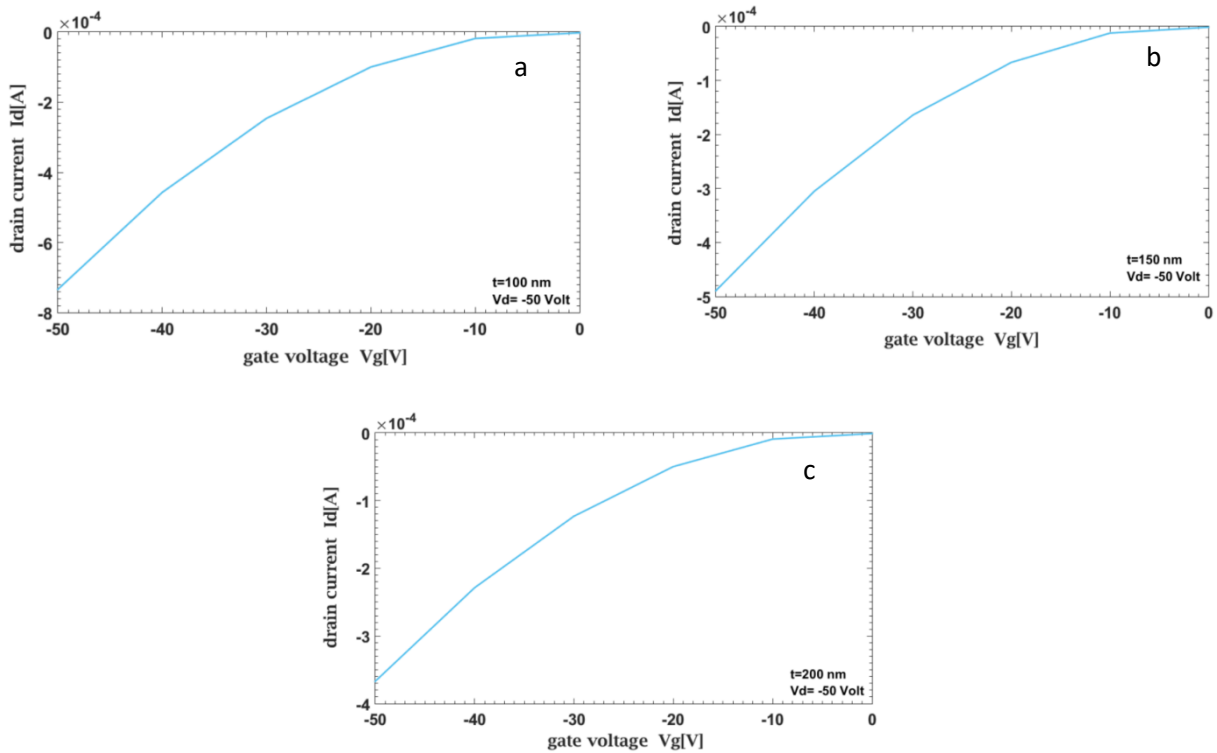 ×10-4
0
-2
-4
-6
-8
drain current Id[A]
a
t=100 nm
Vd= -50 Volt
-50 -40 -30 -20 -10 0
gate voltage Vg[V]
×10-4
0
-1
-2
-3
-4
-5
drain current Id[A]
b
t=150 nm
Vd= -50 Volt
-50 -40 -30 -20 -10 0
gate voltage Vg[V]
×10-4
0
-1
-2
-3
-4
drain current Id[A]
c
t=200 nm
Vd= -50 Volt
-50 -40 -30 -20 -10 0
gate voltage Vg[V]